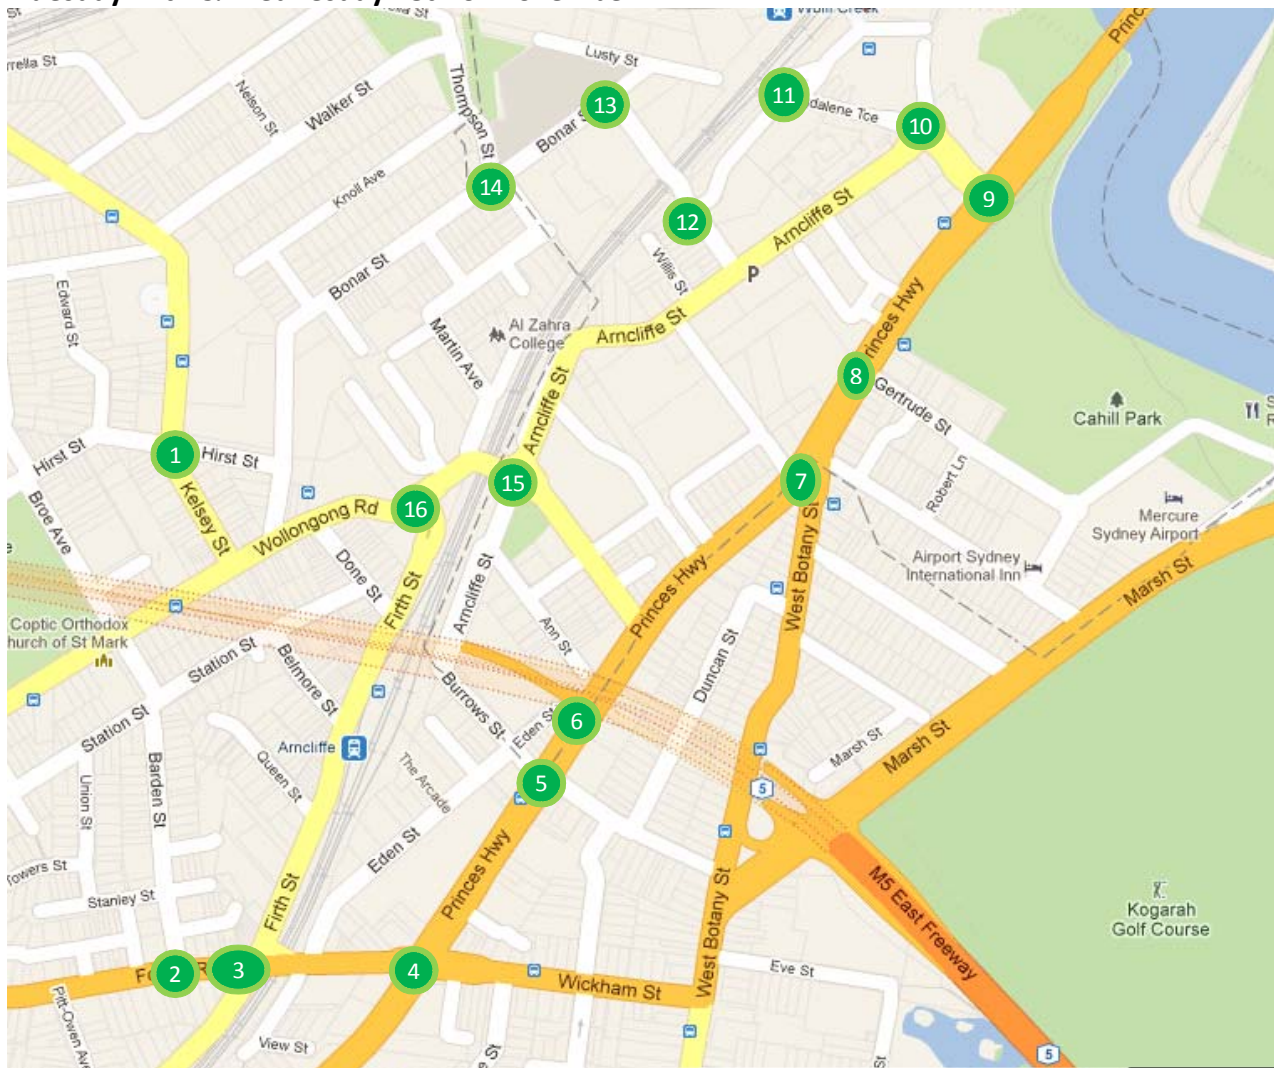 Lusty St
Thompson St
Nelson St
Walker St
11
13
dalene Tce
10
Bonar
14
Knoll Ave
9
12
Arncliffe St
Willis St
P
Bonar St
Edward St
Princes Hwy
Al Zahra
College
Arncliffe St
Martin Ave
8
Gertrude St
Cahill Park
Arncliffe St
Hirst St
1
Hirst St
7
15
Robert Ln
Kelsey St
Broe Ave
16
Wollongong Rd
Mercure
Sydney Airport
West Botany St
Airport Sydney
International Inn
Marsh St
Done St
Firth St
Arncliffe St
Princes Hwy
Coptic Orthodox
hurch of St Mark
Ann St
Station St
Belmore St
Duncan St
Burrows St
Eden St
6
Station St
Arncliffe
Marsh St
Marsh St
Queen St
The Arcade
5
5
Barden St
Union St
Eden St
Princes Hwy
owers St
Stanley St
Firth St
M5 East Freeway
West Botany St
Kogarah
Golf Course
2
3
4
Wickham St
Eve St
Pitt-Owen Ave
View St
5